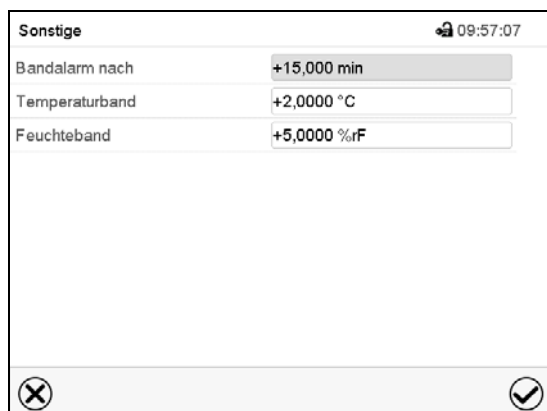 Sonstige 09:57:07
Bandalarm nach +15,000 min
Temperaturband +2,0000 °C
Feuchteband +5,0000 %rF